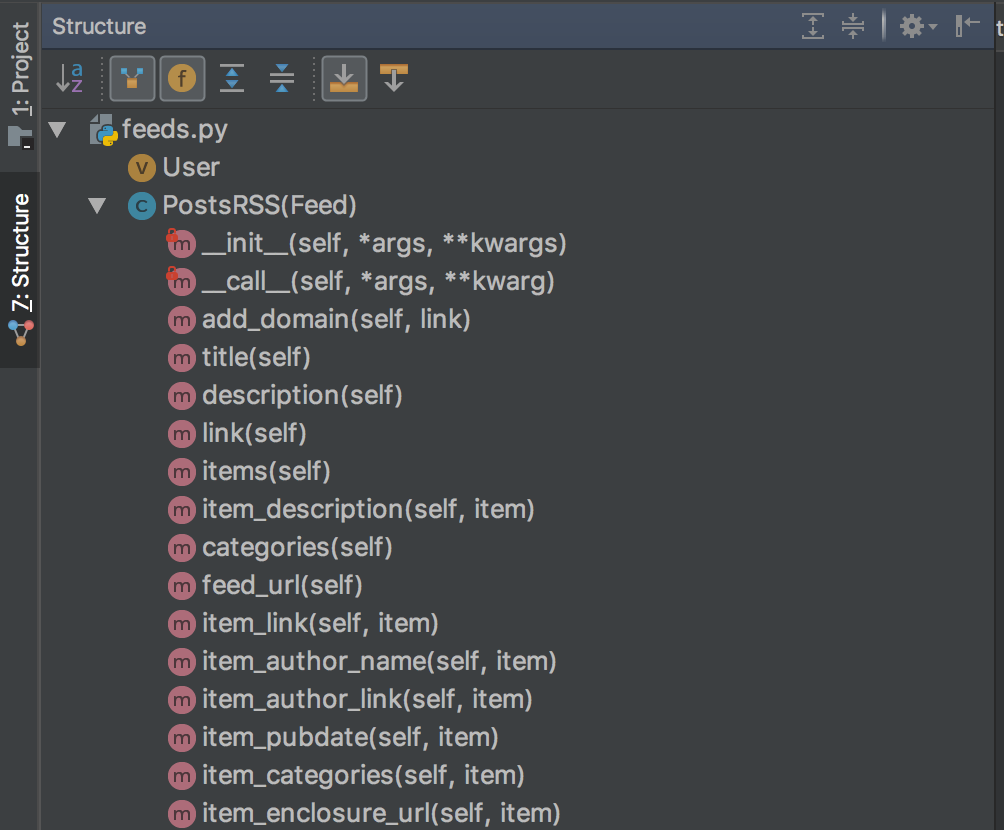 Structure
1: Project
7: Structure
a
z
f
feeds.py
V User
C PostsRSS(Feed)
m __init__(self, *args, **kwargs)
m __call__(self, *args, **kwarg)
m add_domain(self, link)
m title(self)
m description(self)
m link(self)
m items(self)
m item_description(self, item)
m categories(self)
m feed_url(self)
m item_link(self, item)
m item_author_name(self, item)
m item_author_link(self, item)
m item_pubdate(self, item)
m item_categories(self, item)
m item_enclosure_url(self, item)